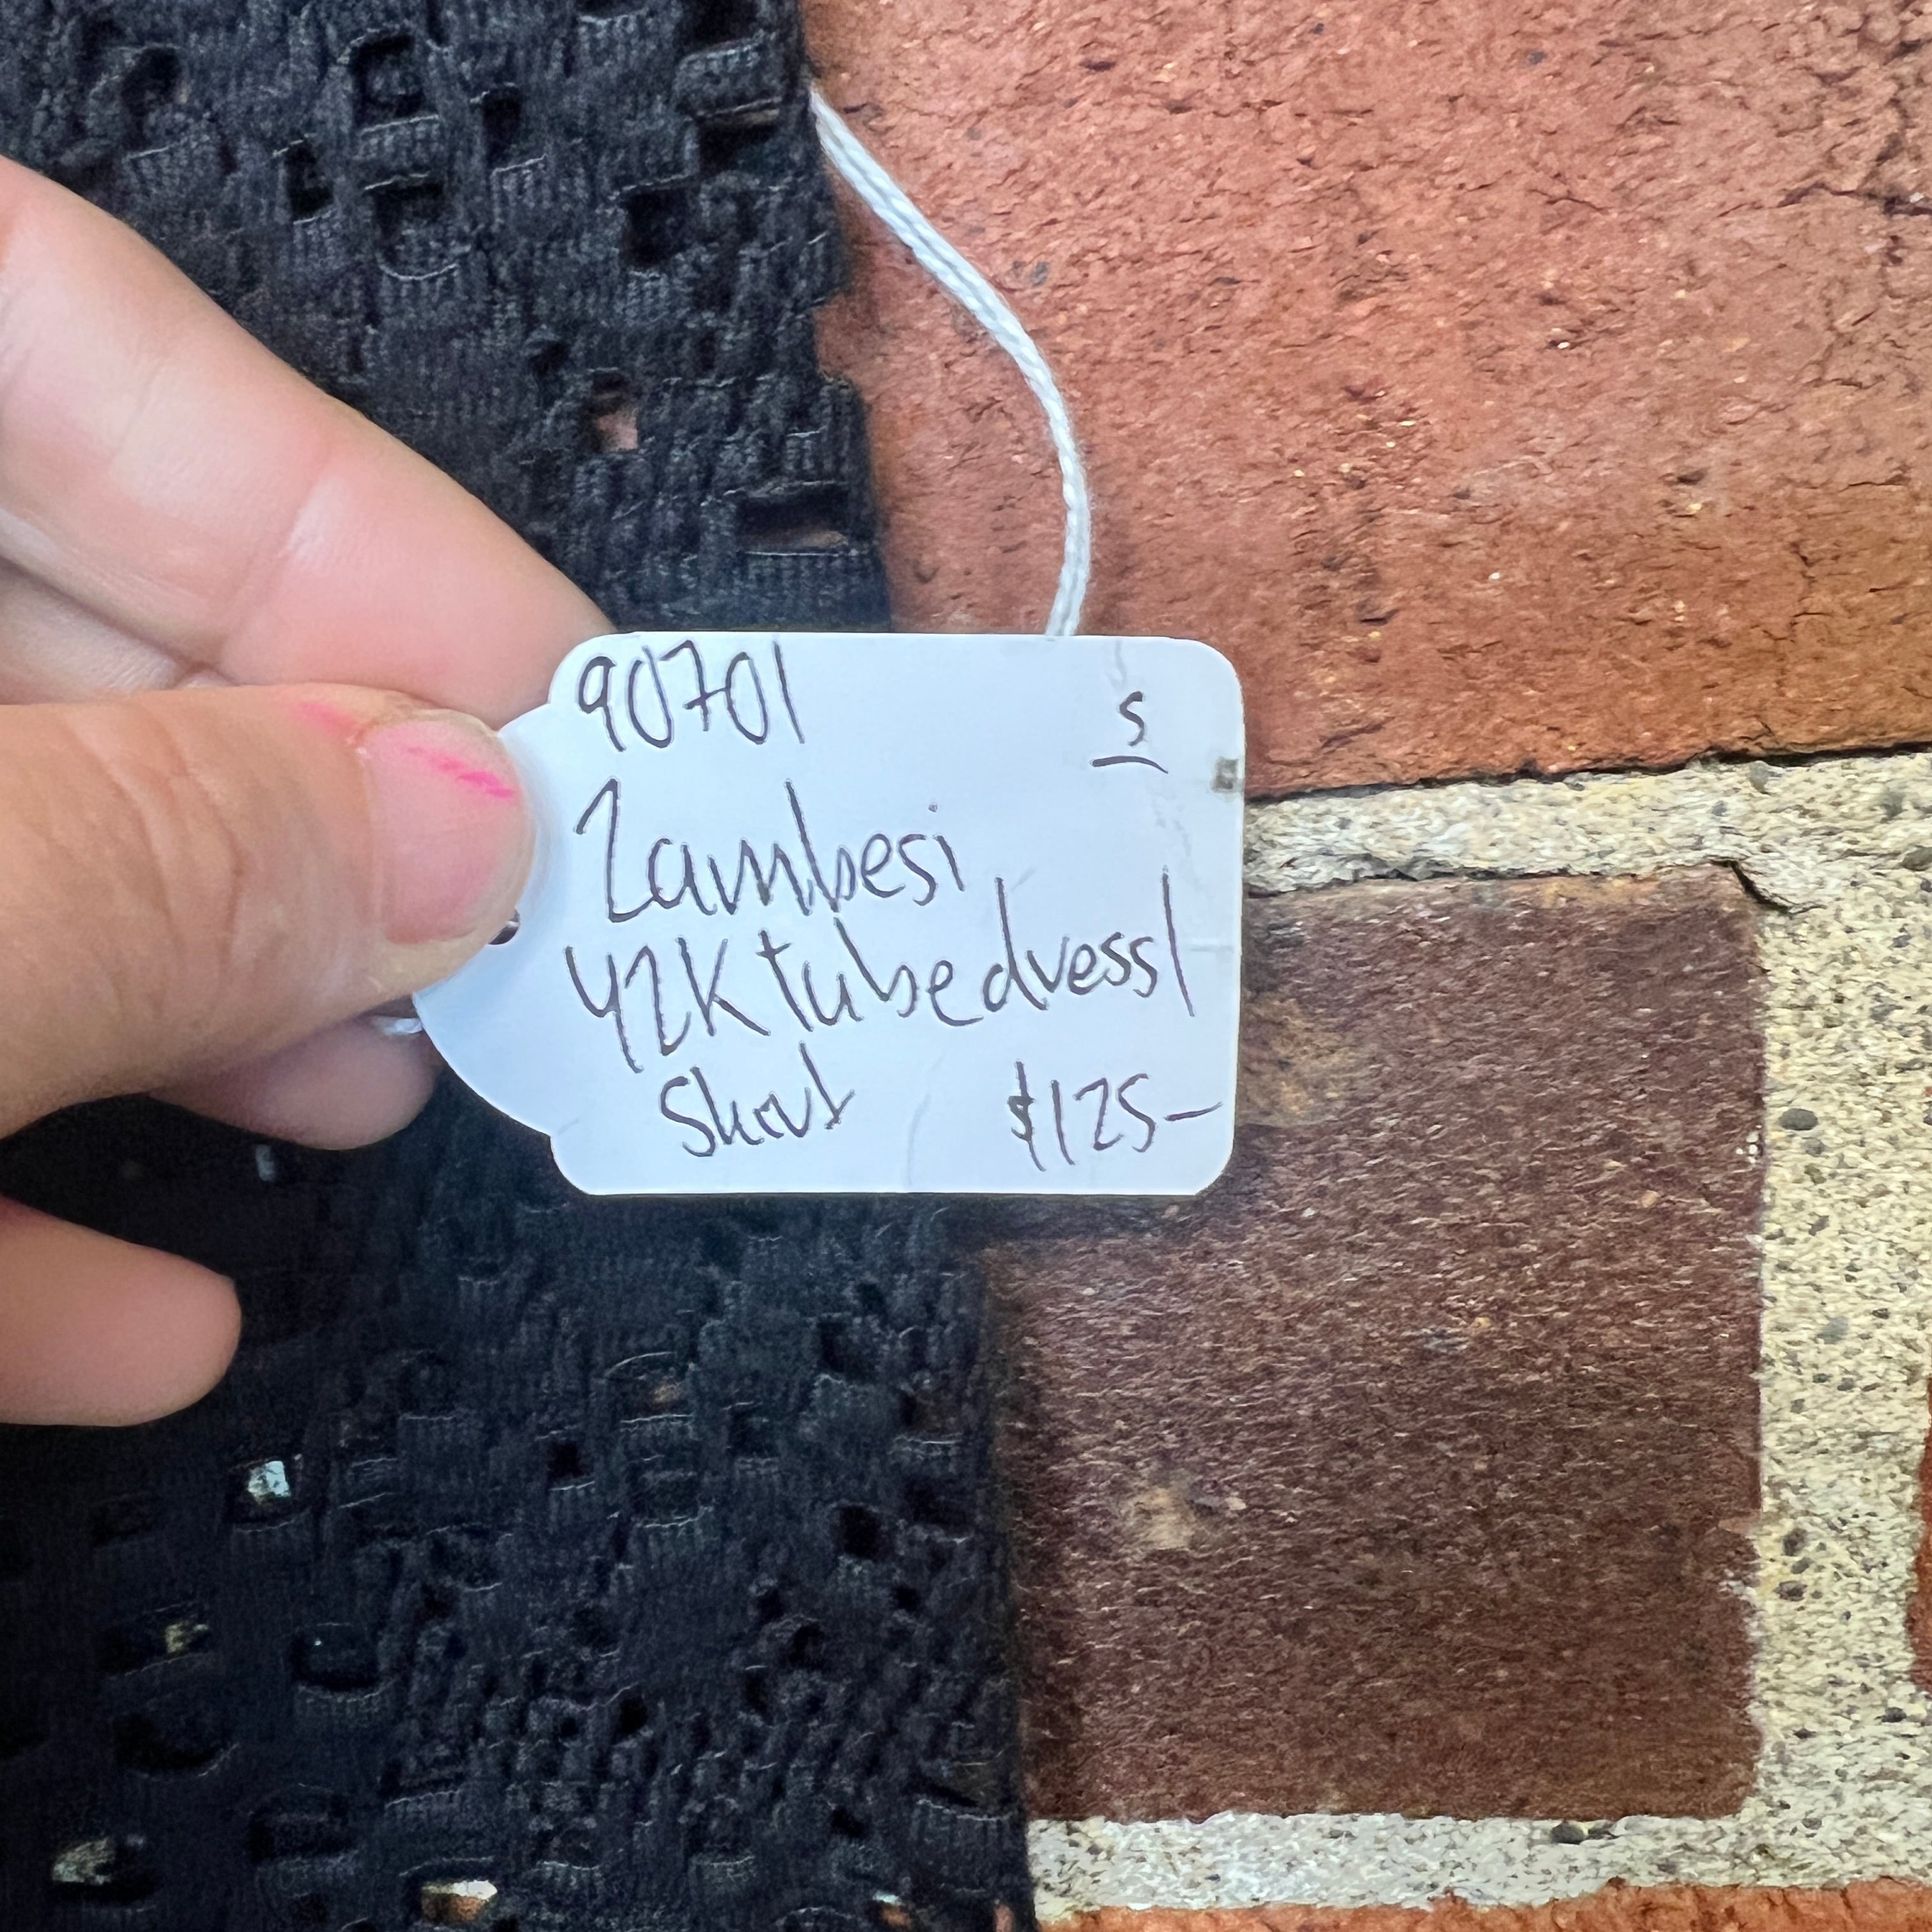 90701 S
Zambesi
Y2K tube dress/
Skirt $125-